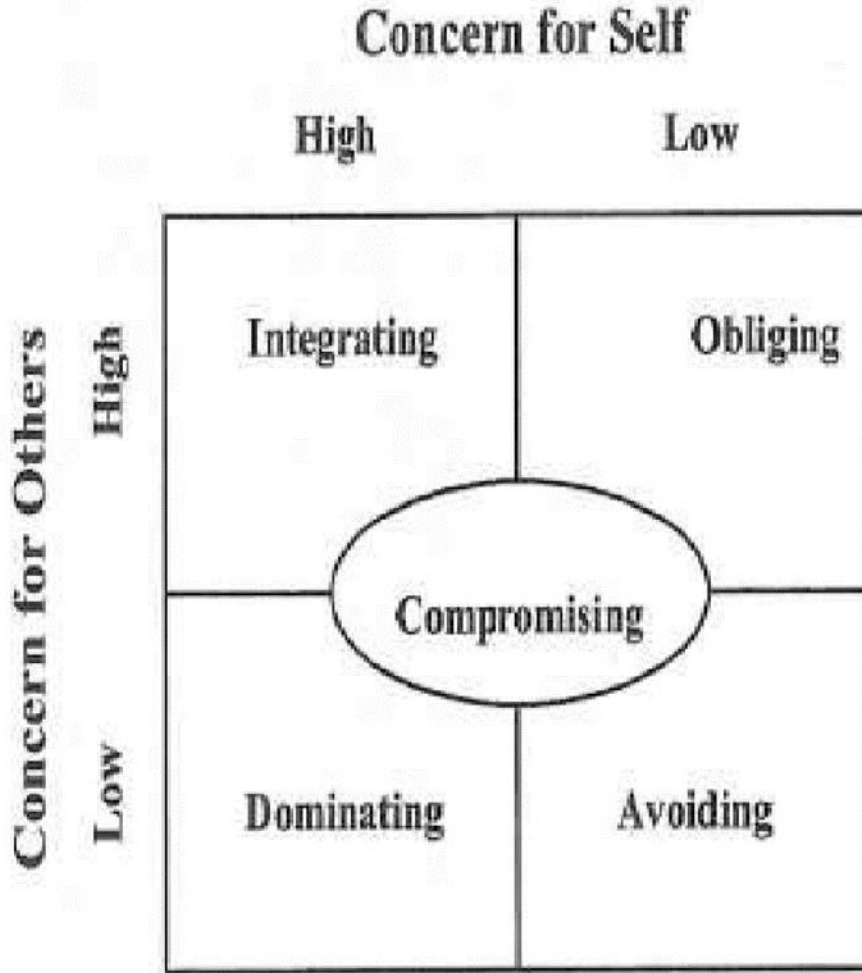 Concern for Self
High Low
Concern for Others
High
Integrating Obliging
Compromising
Low
Dominating Avoiding